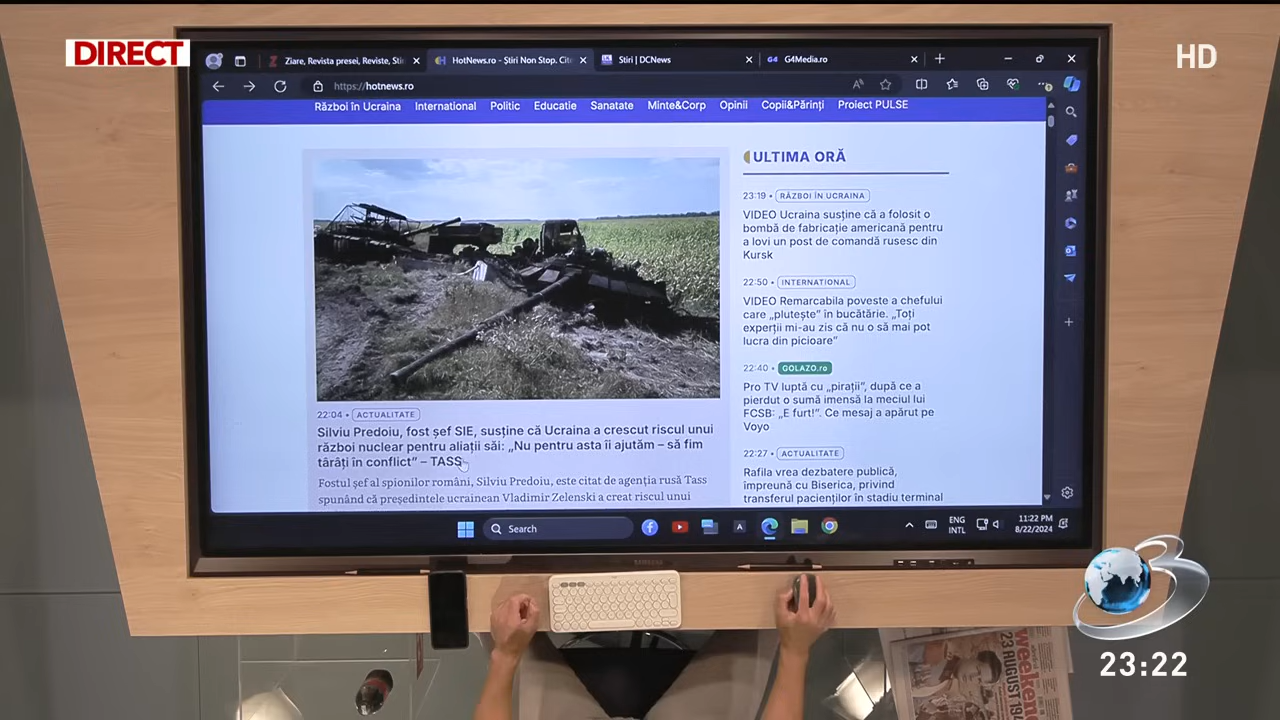 DIRECT
HD
Ziare, Revista presei, Reviste, Sti
HotNews.ro - Știri Non Stop. Cit
Stiri | DCNews
G4
G4Media.ro
https://hotnews.ro
Război în Ucraina International Politic Educatie Sanatate Minte&Corp Opinii Copii&Părinți Proiect PULSE
22:04 • ACTUALITATE
Silviu Predoiu, fost șef SIE, susține că Ucraina a crescut riscul unui
război nuclear pentru aliații săi: „Nu pentru asta îi ajutăm – să fim
târâți în conflict” – TASS
Fostul șef al spionilor români, Silviu Predoiu, este citat de agenția rusă Tass
spunând că președintele ucrainean Vladimir Zelenski a creat riscul unui
ULTIMA ORĂ
23:19 • RĂZBOI ÎN UCRAINA
VIDEO Ucraina susține că a folosit o
bombă de fabricație americană pentru
a lovi un post de comandă rusesc din
Kursk
22:50 • INTERNATIONAL
VIDEO Remarcabila poveste a chefului
care „plutește” în bucătărie. „Toți
experții mi-au zis că nu o să mai pot
lucra din picioare”
22:40 • GOLAZO.ro
Pro TV luptă cu „pirații”, după ce a
pierdut o sumă imensă la meciul lui
FCSB: „E furt!”. Ce mesaj a apărut pe
Voyo
22:27 • ACTUALITATE
Rafila vrea dezbatere publică,
împreună cu Biserica, privind
transferul pacienților în stadiu terminal
Search
A
ENG
INTL
11:22 PM
8/22/2024
SAMSUNG
weekend
23 AUGUST 194
3
23:22